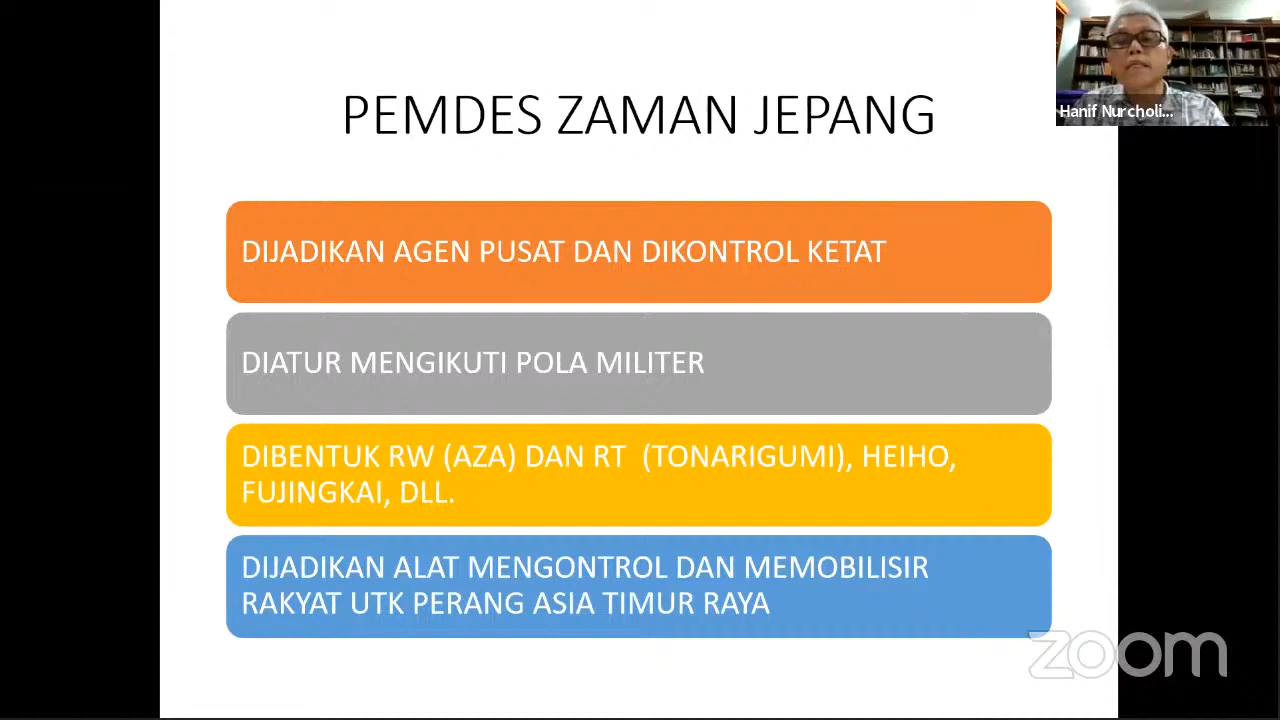 PEMDES ZAMAN JEPANG
Hanif Nurcholi...
DIJADIKAN AGEN PUSAT DAN DIKONTROL KETAT
DIATUR MENGIKUTI POLA MILITER
DIBENTUK RW (AZA) DAN RT (TONARIGUMI), HEIHO,
FUJINGKAI, DLL.
DIJADIKAN ALAT MENGONTROL DAN MEMOBILISIR
RAKYAT UTK PERANG ASIA TIMUR RAYA
zoom